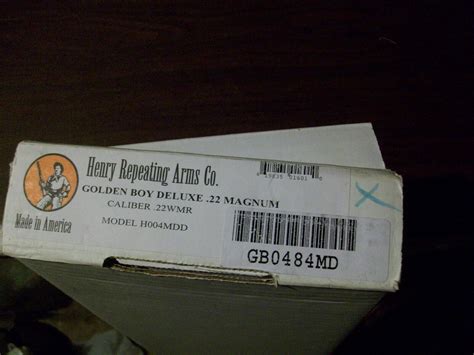 Henry Repeating Arms Co.
GOLDEN BOY DELUXE .22 MAGNUM
CALIBER .22WMR
MODEL H004MDD
Made in America
GB0484MD